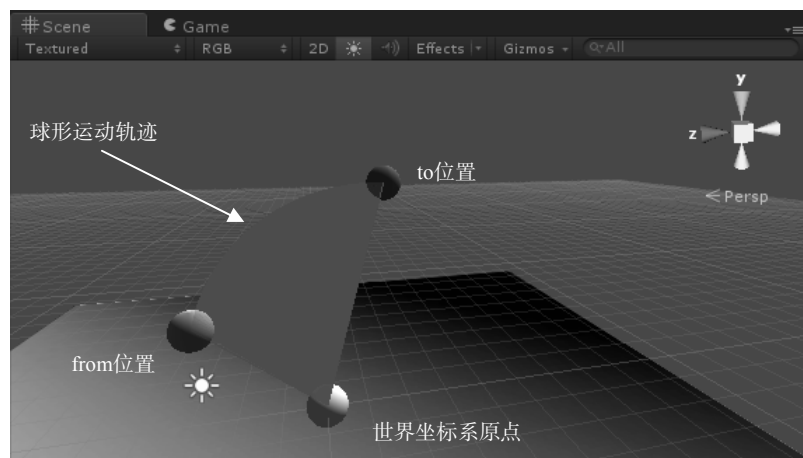 Scene Game
Textured RGB 2D Effects Gizmos All
y
球形运动轨迹
z
to位置
Persp
from位置
世界坐标系原点